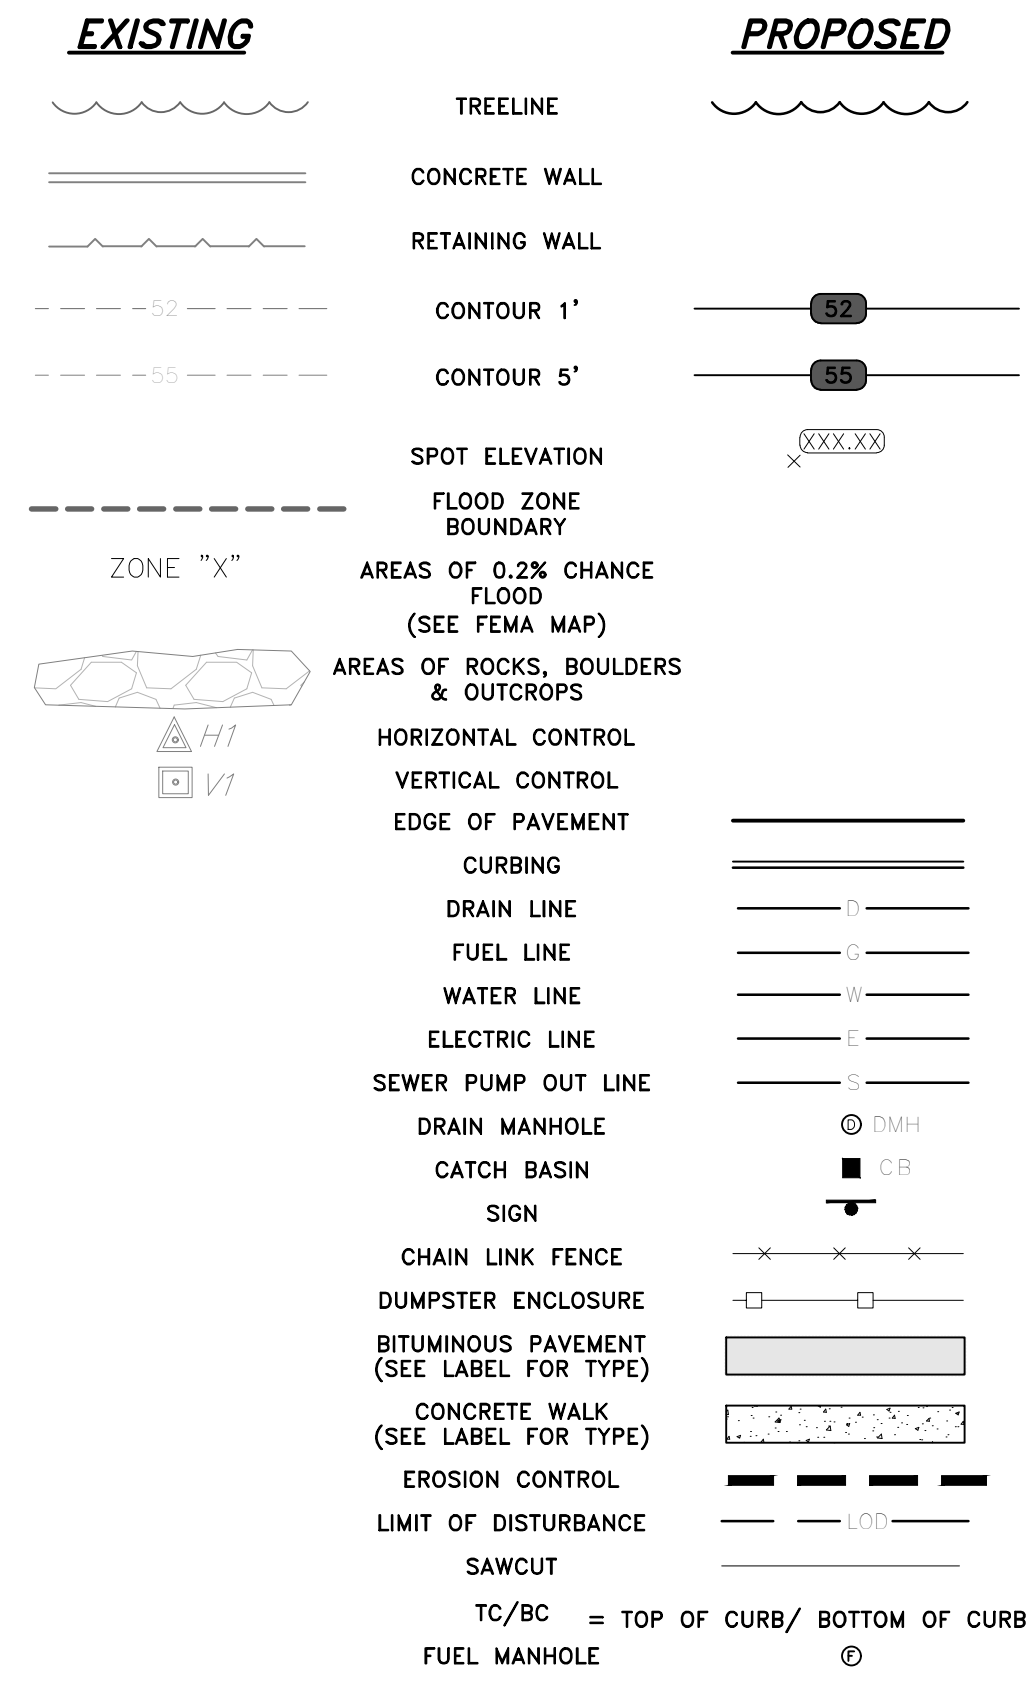 EXISTING PROPOSED
TREELINE
CONCRETE WALL
RETAINING WALL
52 CONTOUR 1' 52
55 CONTOUR 5' 55
XXX.XX
SPOT ELEVATION
FLOOD ZONE
BOUNDARY
ZONE "X" AREAS OF 0.2% CHANCE
FLOOD
(SEE FEMA MAP)
AREAS OF ROCKS, BOULDERS
& OUTCROPS
H1 HORIZONTAL CONTROL
V1 VERTICAL CONTROL
EDGE OF PAVEMENT
CURBING
DRAIN LINE D
FUEL LINE G
WATER LINE W
ELECTRIC LINE E
SEWER PUMP OUT LINE S
DRAIN MANHOLE D DMH
CATCH BASIN CB
SIGN
CHAIN LINK FENCE
DUMPSTER ENCLOSURE
BITUMINOUS PAVEMENT
(SEE LABEL FOR TYPE)
CONCRETE WALK
(SEE LABEL FOR TYPE)
EROSION CONTROL
LIMIT OF DISTURBANCE LOD
SAWCUT
TC/BC = TOP OF CURB/ BOTTOM OF CURB
FUEL MANHOLE F